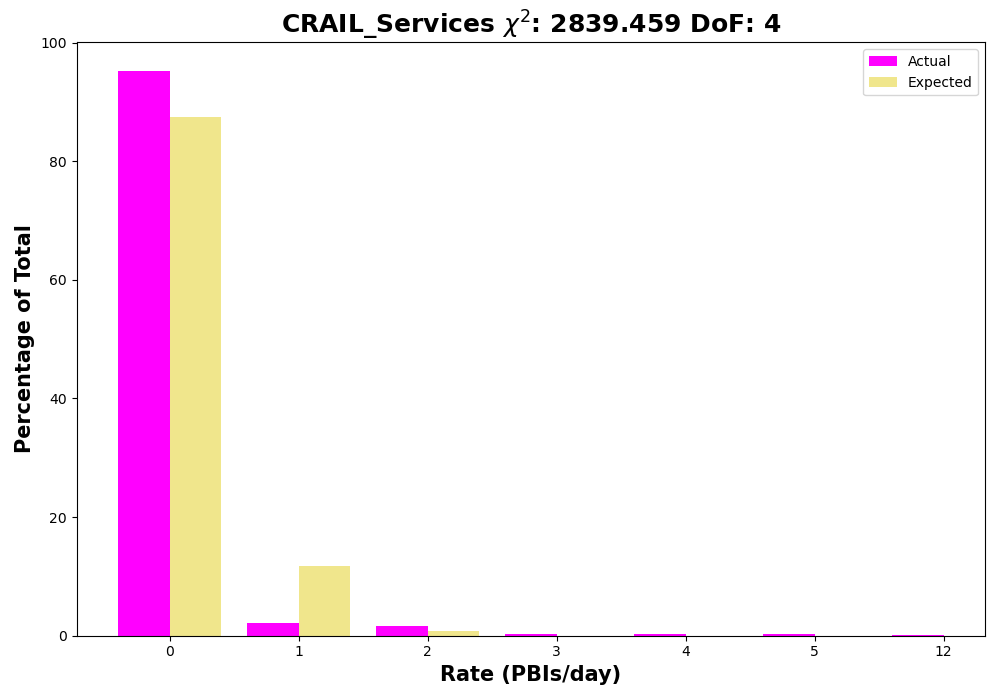 CRAIL_Services χ²: 2839.459 DoF: 4
Actual
Expected
Percentage of Total
100
80
60
40
20
0
0 1 2 3 4 5 12
Rate (PBIs/day)